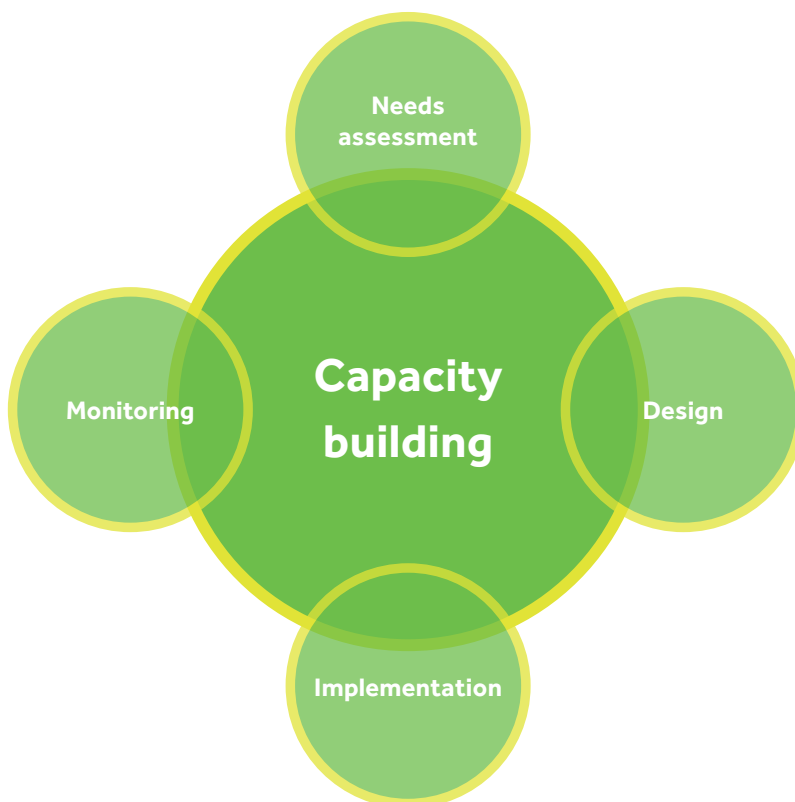 Needs
assessment
Monitoring
Capacity
building
Design
Implementation